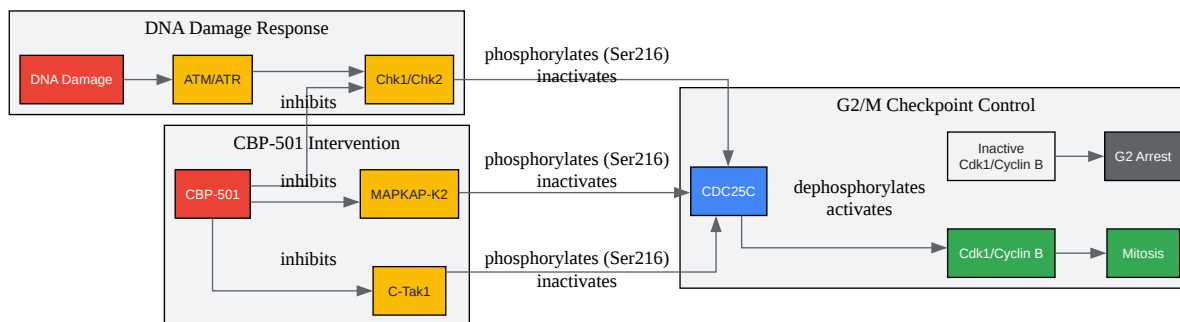 DNA Damage Response
DNA Damage
ATM/ATR
Chk1/Chk2
inhibits
phosphorylates (Ser216)
inactivates
CBP-501 Intervention
CBP-501
inhibits
MAPKAP-K2
phosphorylates (Ser216)
inactivates
inhibits
C-Tak1
phosphorylates (Ser216)
inactivates
G2/M Checkpoint Control
Inactive
Cdk1/Cyclin B
G2 Arrest
CDC25C
dephosphorylates
activates
Cdk1/Cyclin B
Mitosis